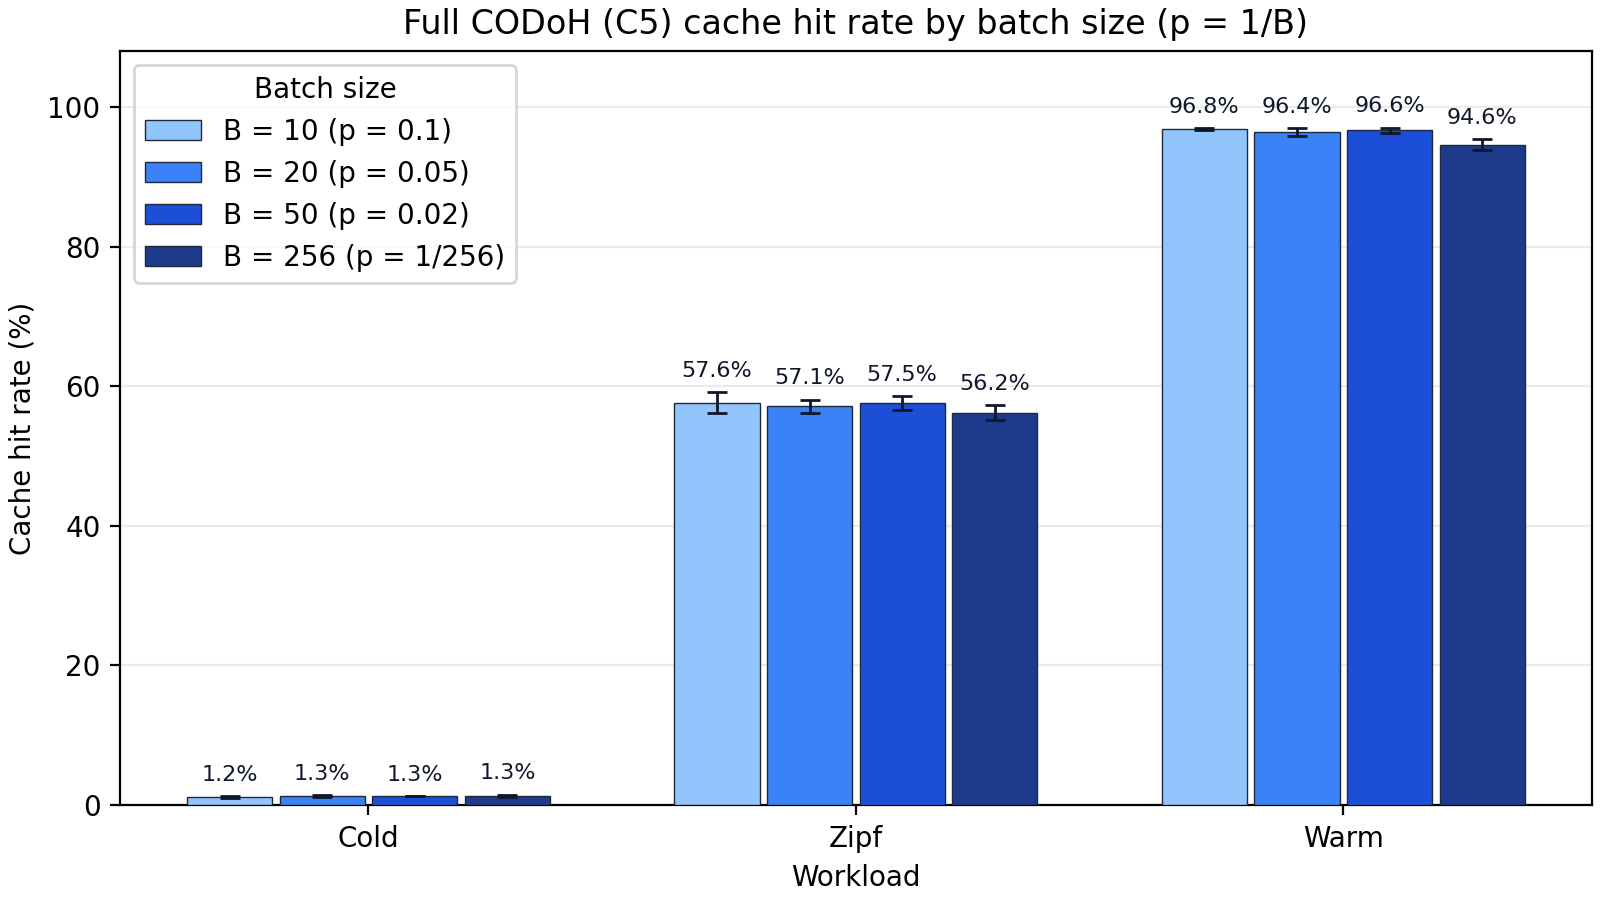 Full CODoH (C5) cache hit rate by batch size (p = 1/B)
Batch size
B = 10 (p = 0.1)
B = 20 (p = 0.05)
B = 50 (p = 0.02)
B = 256 (p = 1/256)
Cache hit rate (%)
100
80
60
40
20
0
1.2%
1.3%
1.3%
1.3%
57.6%
57.1%
57.5%
56.2%
96.8%
96.4%
96.6%
94.6%
Cold
Zipf
Warm
Workload